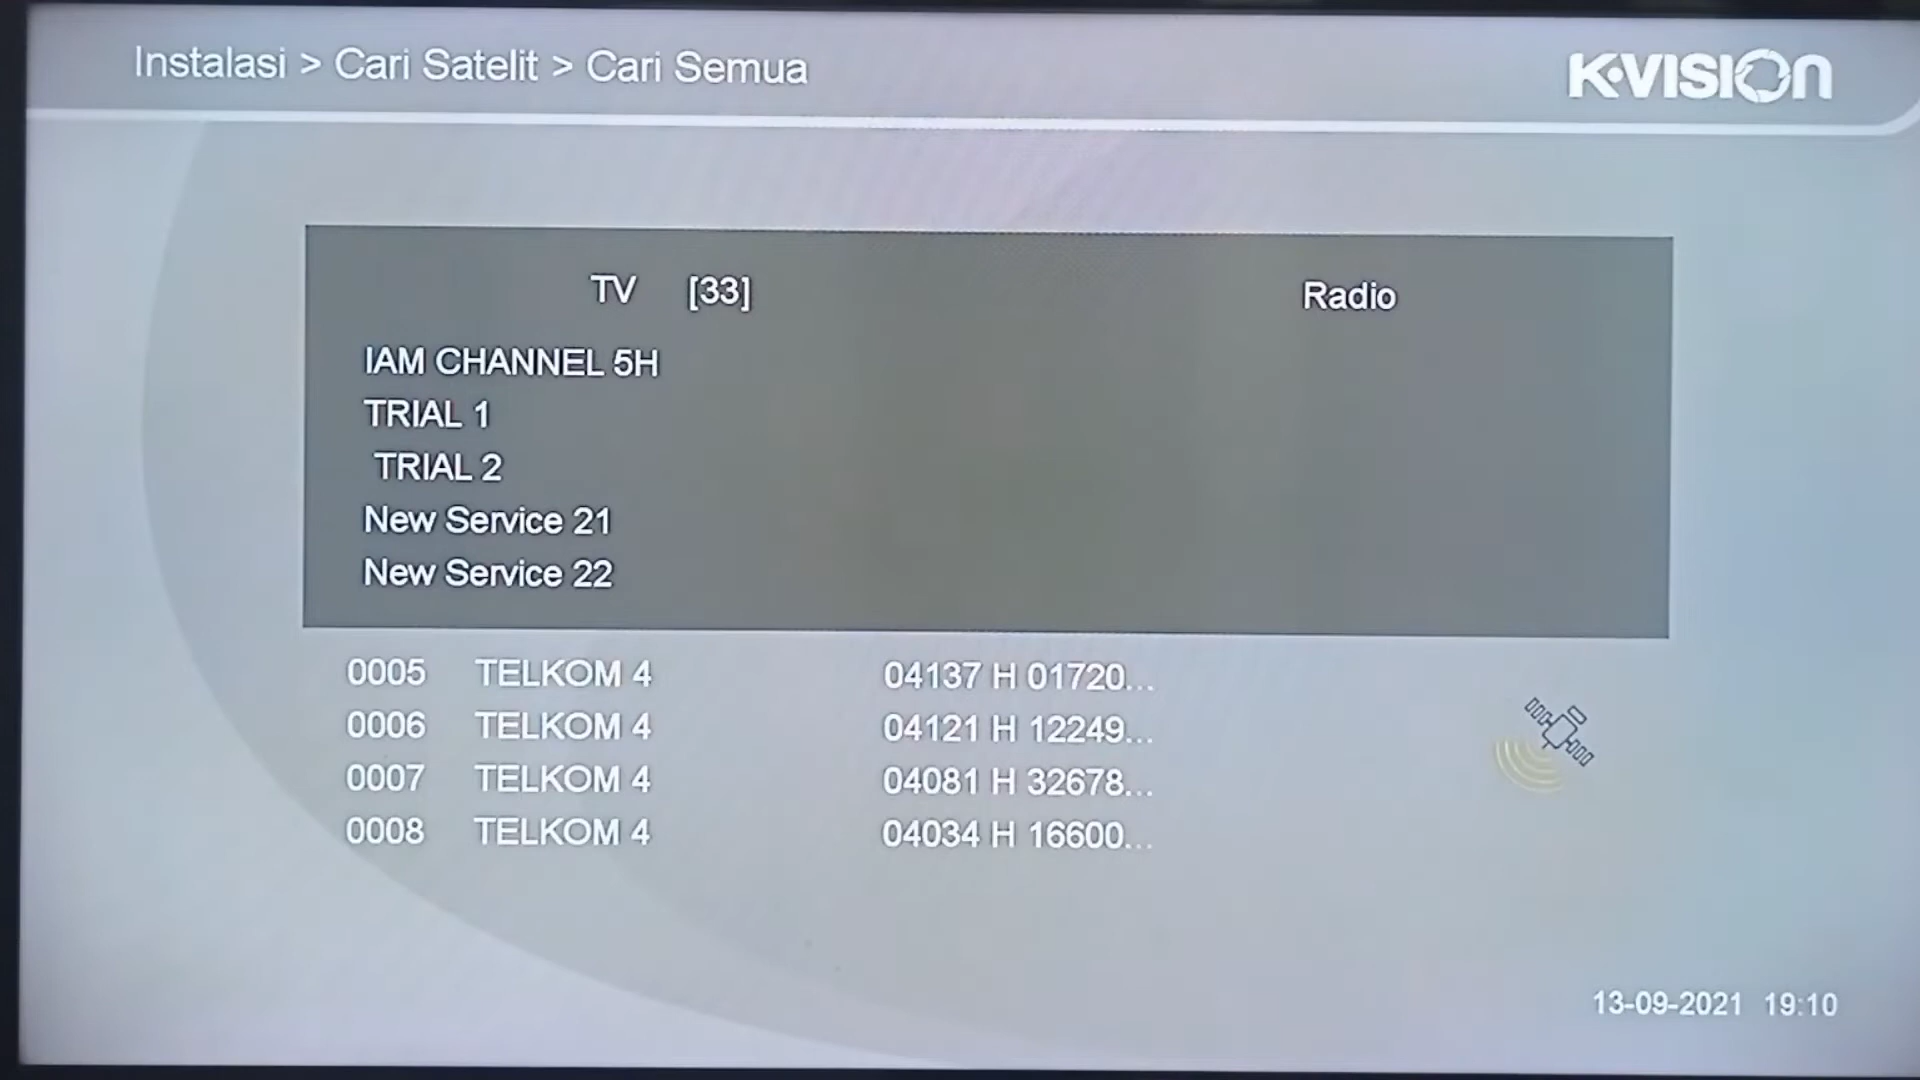 Instalasi > Cari Satelit > Cari Semua
K-VISION
TV [33]
Radio
IAM CHANNEL 5H
TRIAL 1
TRIAL 2
New Service 21
New Service 22
0005 TELKOM 4 04137 H 01720...
0006 TELKOM 4 04121 H 12249...
0007 TELKOM 4 04081 H 32678...
0008 TELKOM 4 04034 H 16600...
13-09-2021 19:10